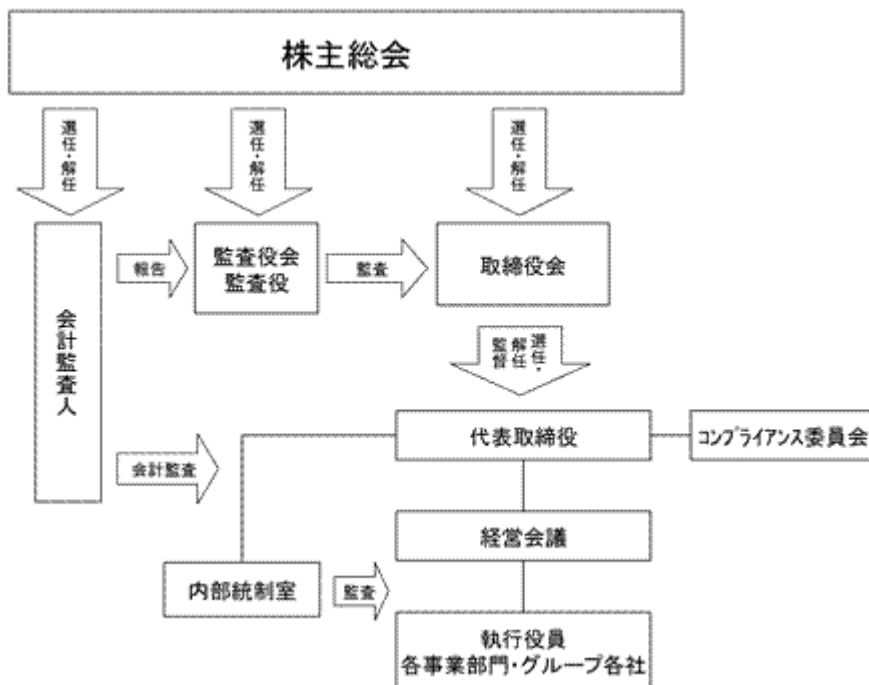 株主総会
選任・解任
選任・解任
選任・解任
会計監査人
報告
監査役会
監査役
監査
取締役会
選任・
解任
監督
代表取締役
コンプライアンス委員会
会計監査
経営会議
内部統制室
監査
執行役員
各事業部門・グループ各社